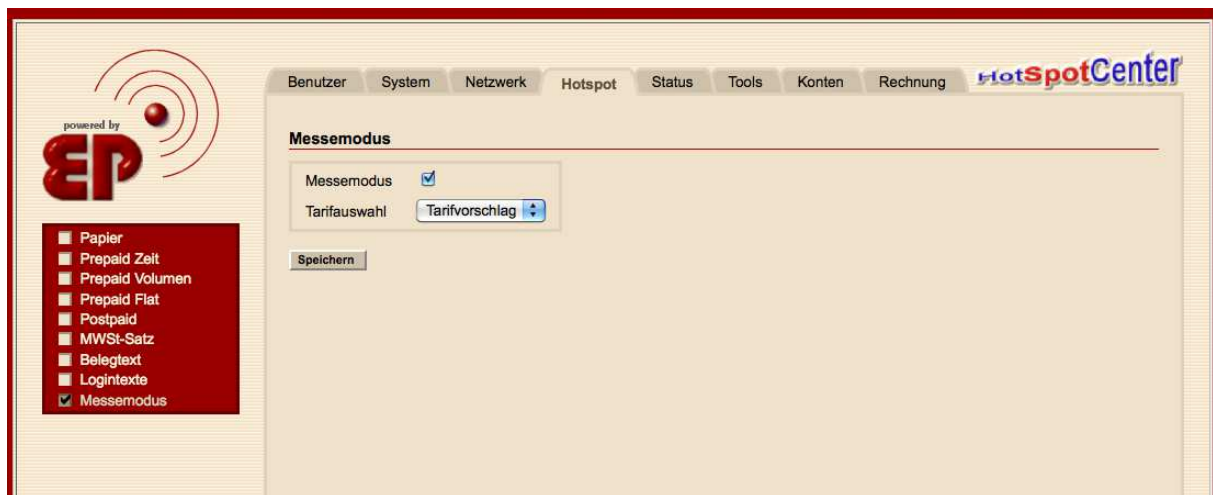 powered by
EP
Benutzer System Netzwerk Hotspot Status Tools Konten Rechnung
HotSpotCenter
Messemodus
Messemodus
Tarifauswahl Tarifvorschlag
Speichern
Papier
Prepaid Zeit
Prepaid Volumen
Prepaid Flat
Postpaid
MWSt-Satz
Belegtext
Logintexte
Messemodus